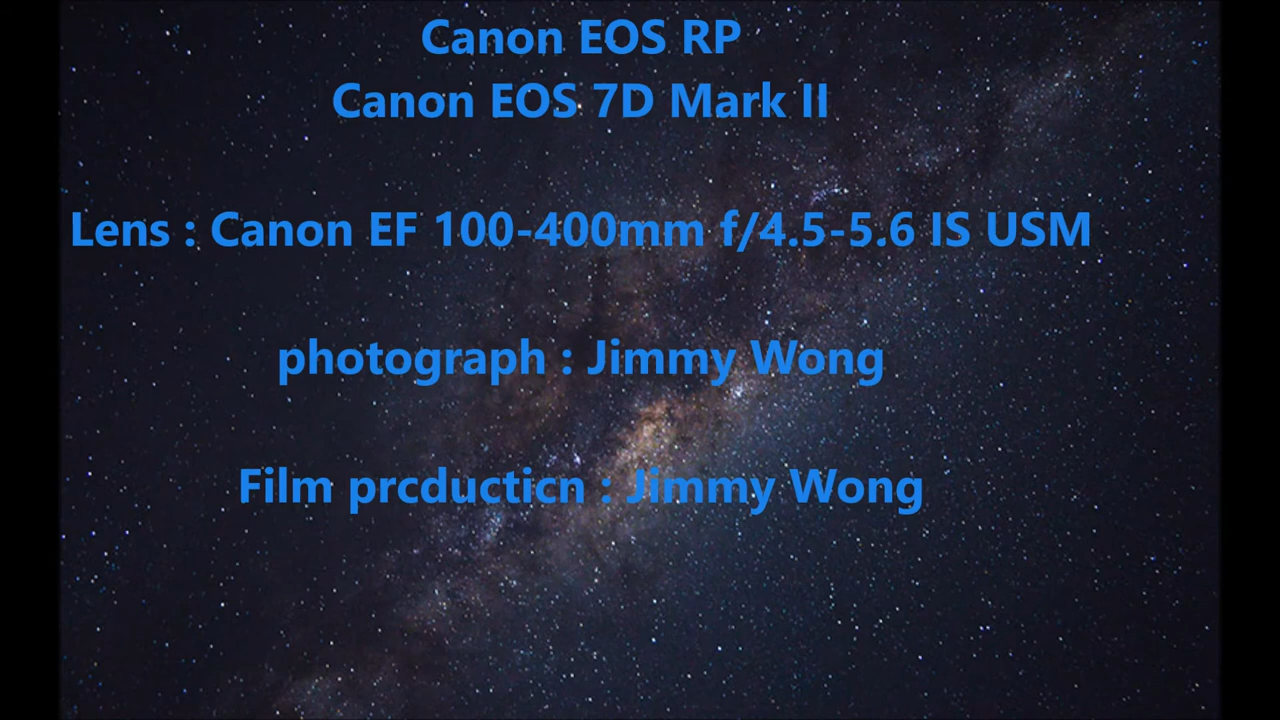 Canon EOS RP
Canon EOS 7D Mark II
Lens : Canon EF 100-400mm f/4.5-5.6 IS USM
photograph : Jimmy Wong
Film prcducticn : Jimmy Wong